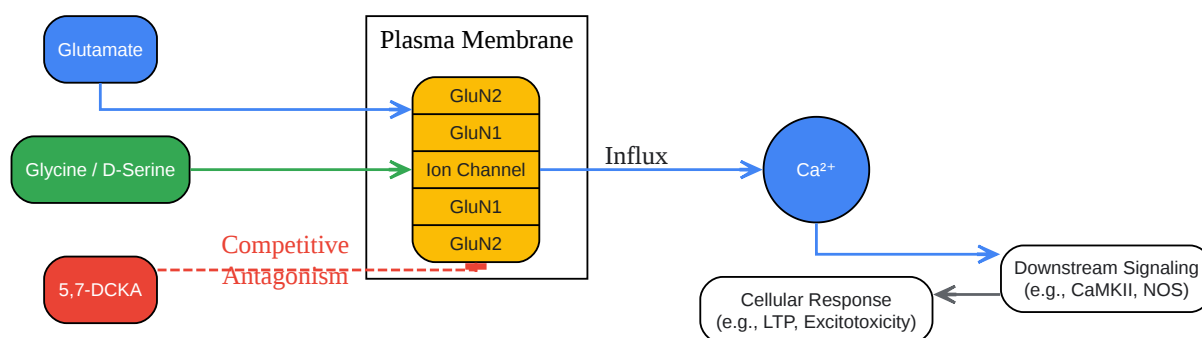 Glutamate
Plasma Membrane
GluN2
GluN1
Glycine / D-Serine
Ion Channel
Influx
Ca²⁺
GluN1
GluN2
Competitive
Antagonism
5,7-DCKA
Downstream Signaling
(e.g., CaMKII, NOS)
Cellular Response
(e.g., LTP, Excitotoxicity)